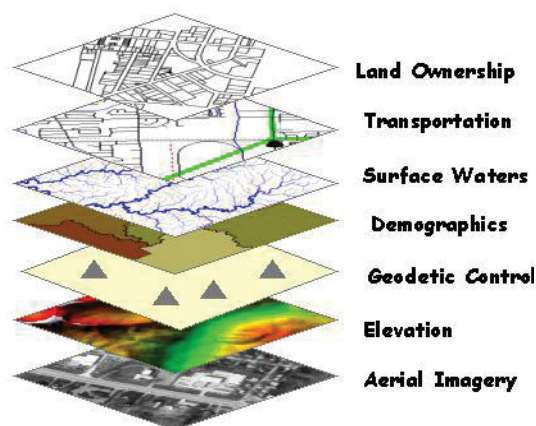 Land Ownership
Transportation
Surface Waters
Demographics
Geodetic Control
Elevation
Aerial Imagery